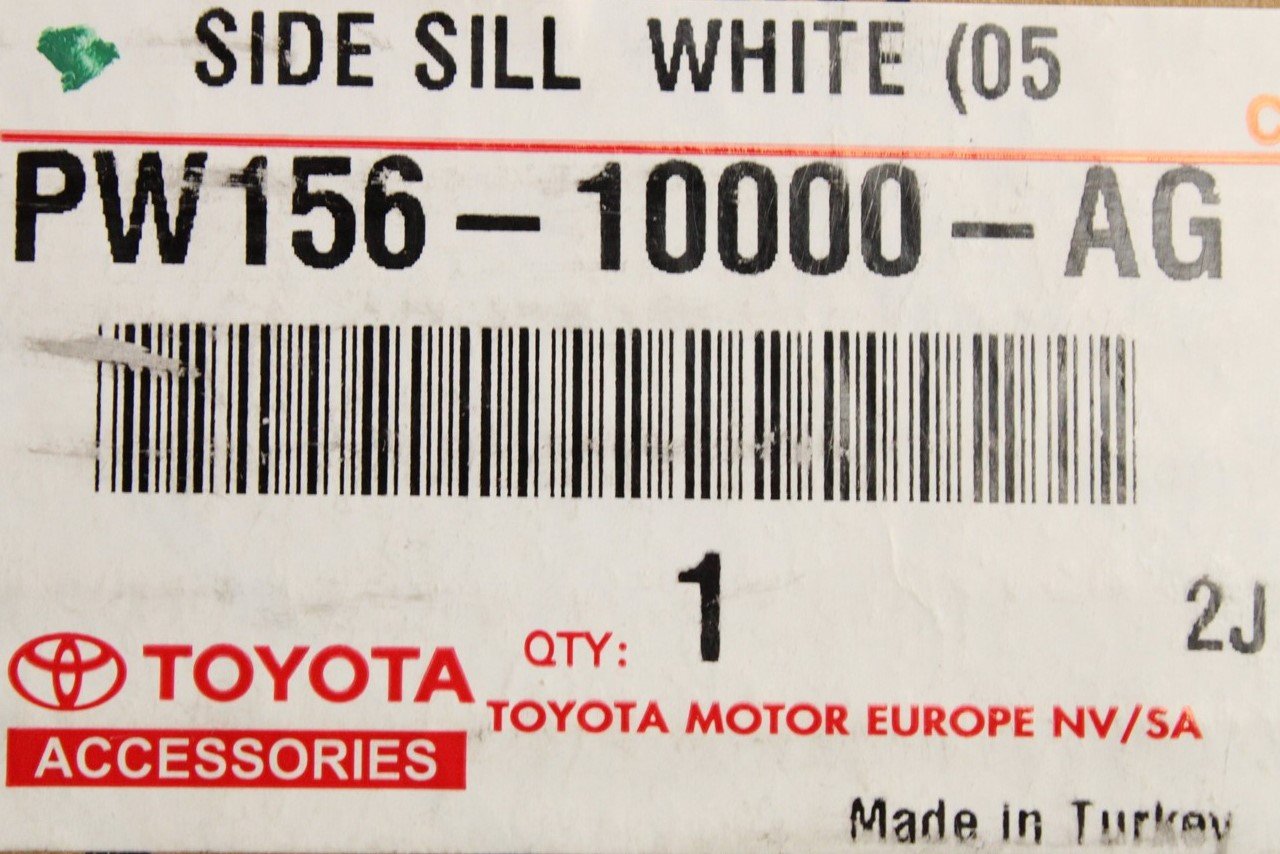 SIDE SILL WHITE (05
PW156-10000-AG
1
2J
QTY:
TOYOTA
TOYOTA MOTOR EUROPE NV/SA
ACCESSORIES
Made in Turkey